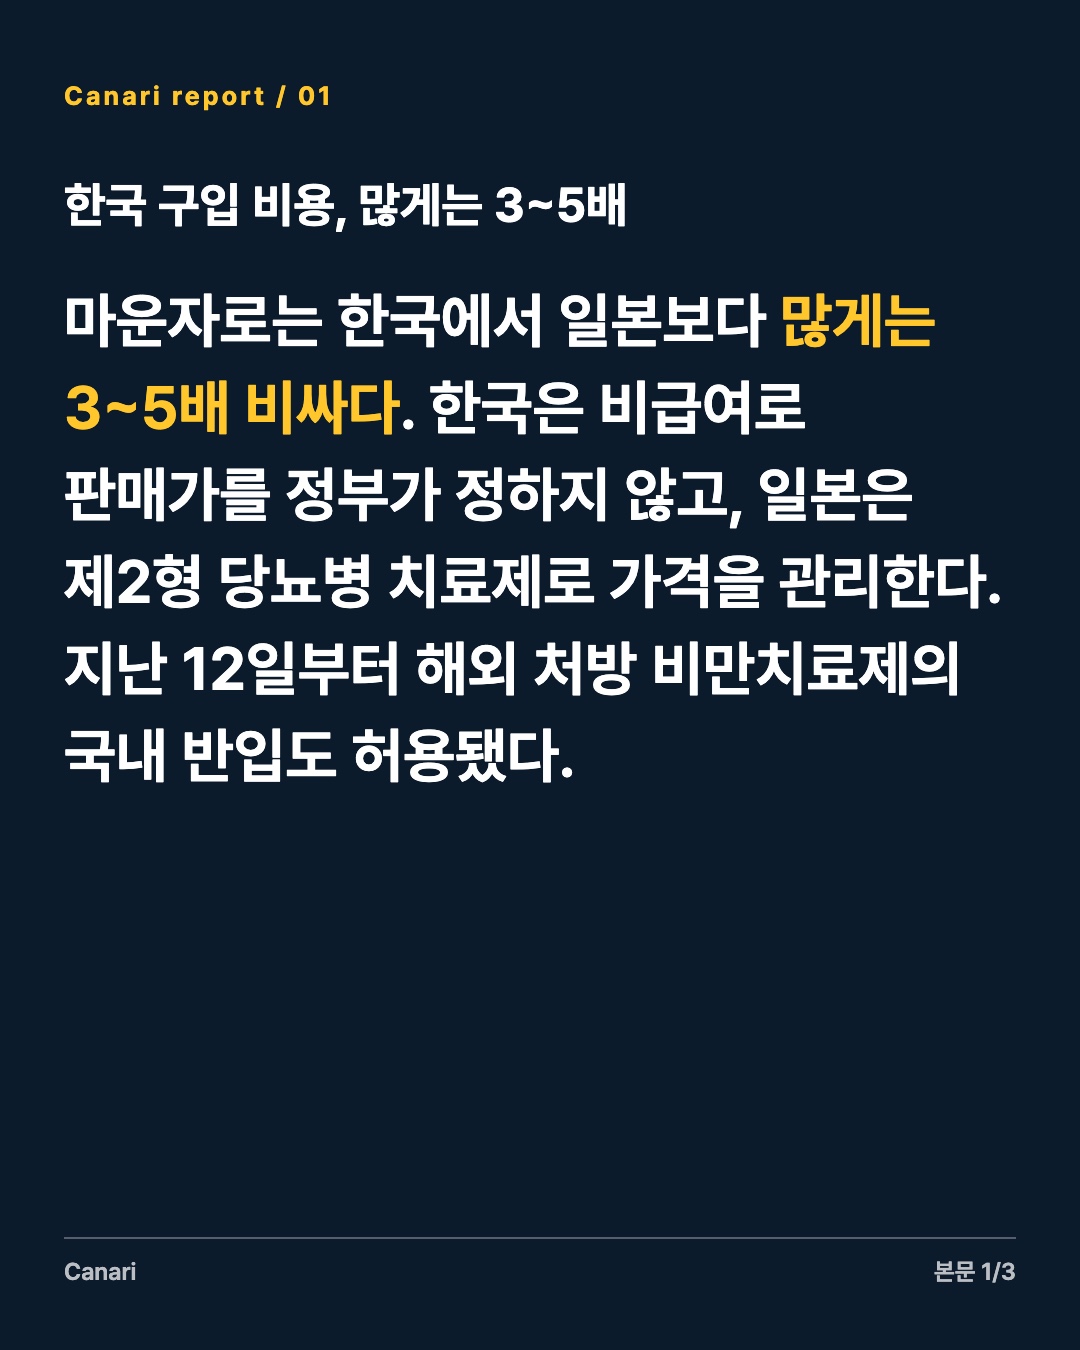 Canari report / 01
한국 구입 비용, 많게는 3~5배
마운자로는 한국에서 일본보다 많게는
3~5배 비싸다. 한국은 비급여로
판매가를 정부가 정하지 않고, 일본은
제2형 당뇨병 치료제로 가격을 관리한다.
지난 12일부터 해외 처방 비만치료제의
국내 반입도 허용됐다.
Canari
본문 1/3